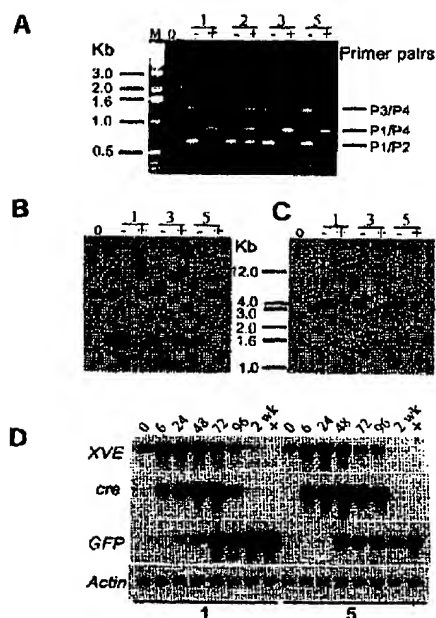 A
1 2 3 5
Kb M 0 - + - + - + - + Primer pairs
3.0
2.0
1.6
1.0
0.5
P3/P4
P1/P4
P1/P2
B
1 3 5
0 - + - + - +
C
1 3 5
0 - + - + - +
Kb
12.0
4.0
3.0
2.0
1.6
1.0
D
0 6 24 48 72 96 2 wk + 0 6 24 48 72 96 2 wk +
XVE
cre
GFP
Actin
1 5